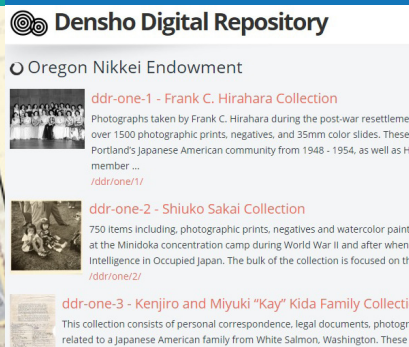 Densho Digital Repository
Oregon Nikkei Endowment
ddr-one-1 - Frank C. Hirahara Collection
Photographs taken by Frank C. Hirahara during the post-war resettleme
over 1500 photographic prints, negatives, and 35mm color slides. These
Portland's Japanese American community from 1948 - 1954, as well as H
member ...
/ddr/one/1/
ddr-one-2 - Shiuko Sakai Collection
750 items including, photographic prints, negatives and watercolor paint
at the Minidoka concentration camp during World War II and after when
Intelligence in Occupied Japan. The bulk of the collection is focused on th
/ddr/one/2/
ddr-one-3 - Kenjiro and Miyuki “Kay” Kida Family Collecti
This collection consists of personal correspondence, legal documents, photogr
related to a Japanese American family from White Salmon, Washington. These